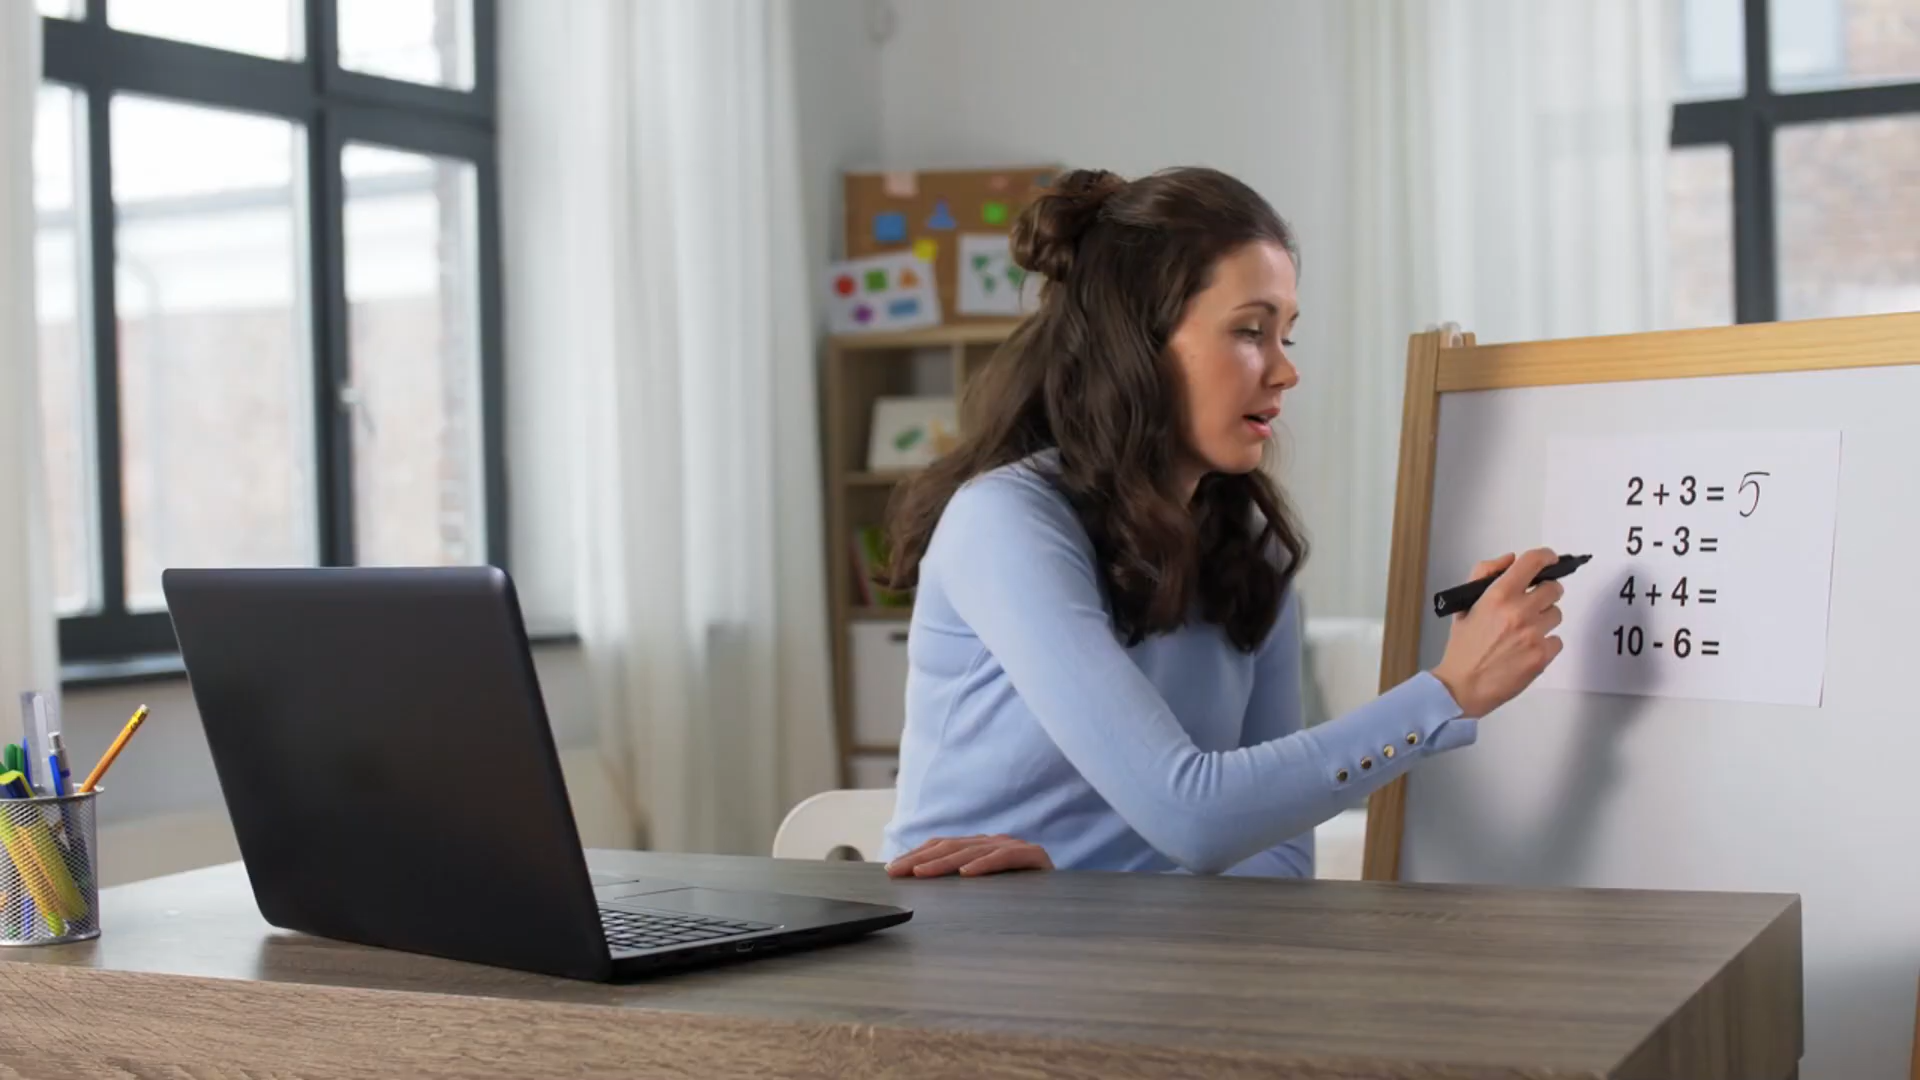 2 + 3 = 5
5 - 3 =
4 + 4 =
10 - 6 =